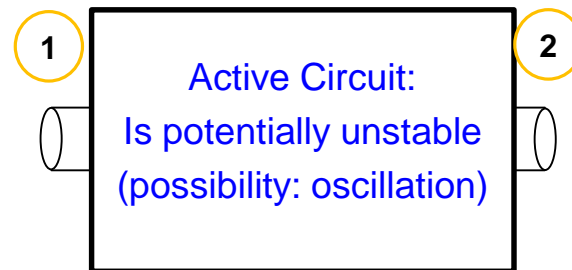 1
2
Active Circuit:
Is potentially unstable
(possibility: oscillation)